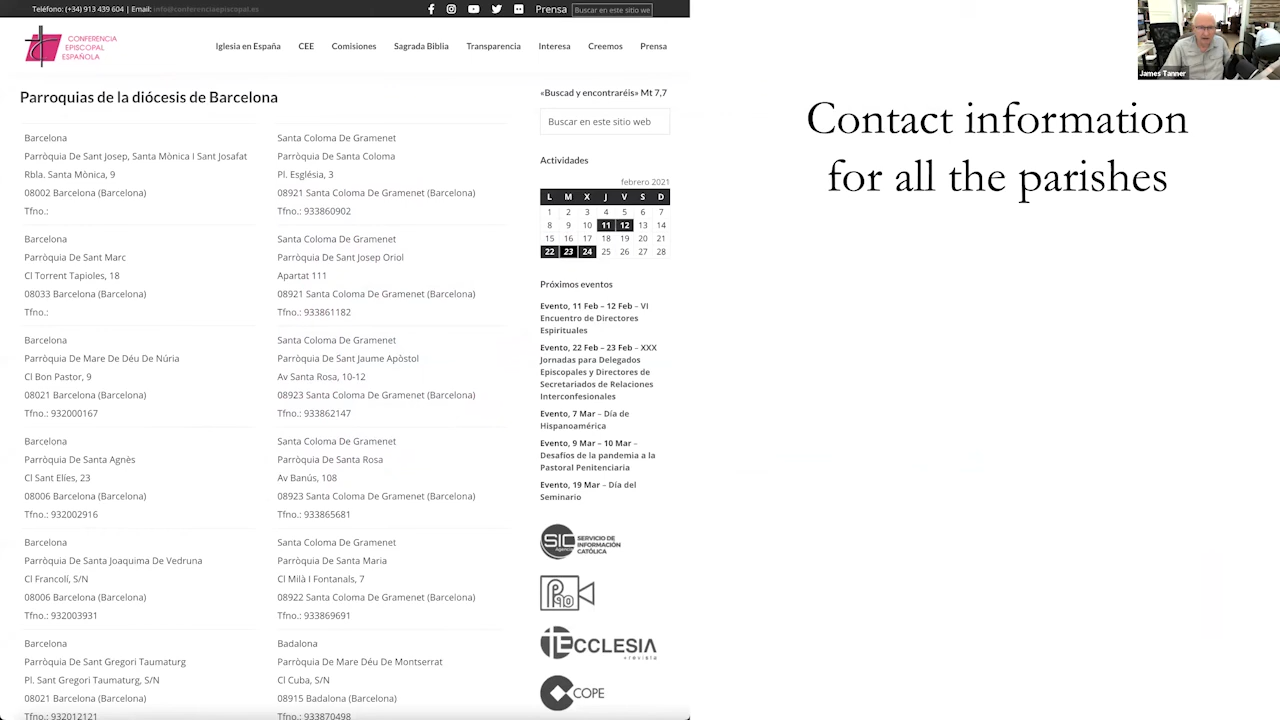 Teléfono: (+34) 913 439 604 | Email: info@conferenciaepiscopal.es
Prensa
Buscar en este sitio we
CONFERENCIA
EPISCOPAL
ESPAÑOLA
Iglesia en España
CEE
Comisiones
Sagrada Biblia
Transparencia
Interesa
Creemos
Prensa
Parroquias de la diócesis de Barcelona
Barcelona
Parròquia De Sant Josep, Santa Mònica I Sant Josafat
Rbla. Santa Mònica, 9
08002 Barcelona (Barcelona)
Tfno.:
Barcelona
Parròquia De Sant Marc
Cl Torrent Tapioles, 18
08033 Barcelona (Barcelona)
Tfno.:
Barcelona
Parròquia De Mare De Déu De Núria
Cl Bon Pastor, 9
08021 Barcelona (Barcelona)
Tfno.: 932000167
Barcelona
Parròquia De Santa Agnès
Cl Sant Elíes, 23
08006 Barcelona (Barcelona)
Tfno.: 932002916
Barcelona
Parròquia De Santa Joaquima De Vedruna
Cl Francolí, S/N
08006 Barcelona (Barcelona)
Tfno.: 932003931
Barcelona
Parròquia De Sant Gregori Taumaturg
Pl. Sant Gregori Taumaturg, S/N
08021 Barcelona (Barcelona)
Tfno.: 932012121
Santa Coloma De Gramenet
Parròquia De Santa Coloma
Pl. Església, 3
08921 Santa Coloma De Gramenet (Barcelona)
Tfno.: 933860902
Santa Coloma De Gramenet
Parròquia De Sant Josep Oriol
Apartat 111
08921 Santa Coloma De Gramenet (Barcelona)
Tfno.: 933861182
Santa Coloma De Gramenet
Parròquia De Sant Jaume Apòstol
Av Santa Rosa, 10-12
08923 Santa Coloma De Gramenet (Barcelona)
Tfno.: 933862147
Santa Coloma De Gramenet
Parròquia De Santa Rosa
Av Banús, 108
08923 Santa Coloma De Gramenet (Barcelona)
Tfno.: 933865681
Santa Coloma De Gramenet
Parròquia De Santa Maria
Cl Milà I Fontanals, 7
08922 Santa Coloma De Gramenet (Barcelona)
Tfno.: 933869691
Badalona
Parròquia De Mare Déu De Montserrat
Cl Cuba, S/N
08915 Badalona (Barcelona)
Tfno.: 933870498
«Buscad y encontraréis» Mt 7,7
Buscar en este sitio web
Actividades
febrero 2021
L M X J V S D
1 2 3 4 5 6 7
8 9 10 11 12 13 14
15 16 17 18 19 20 21
22 23 24 25 26 27 28
Próximos eventos
Evento, 11 Feb – 12 Feb – VI
Encuentro de Directores
Espirituales
Evento, 22 Feb – 23 Feb – XXX
Jornadas para Delegados
Episcopales y Directores de
Secretariados de Relaciones
Interconfesionales
Evento, 7 Mar – Día de
Hispanoamérica
Evento, 9 Mar – 10 Mar –
Desafíos de la pandemia a la
Pastoral Penitenciaria
Evento, 19 Mar – Día del
Seminario
SIC
Agencia
SERVICIO DE
INFORMACIÓN
CATÓLICA
ECCLESIA
revista
COPE
James Tanner
Contact information
for all the parishes